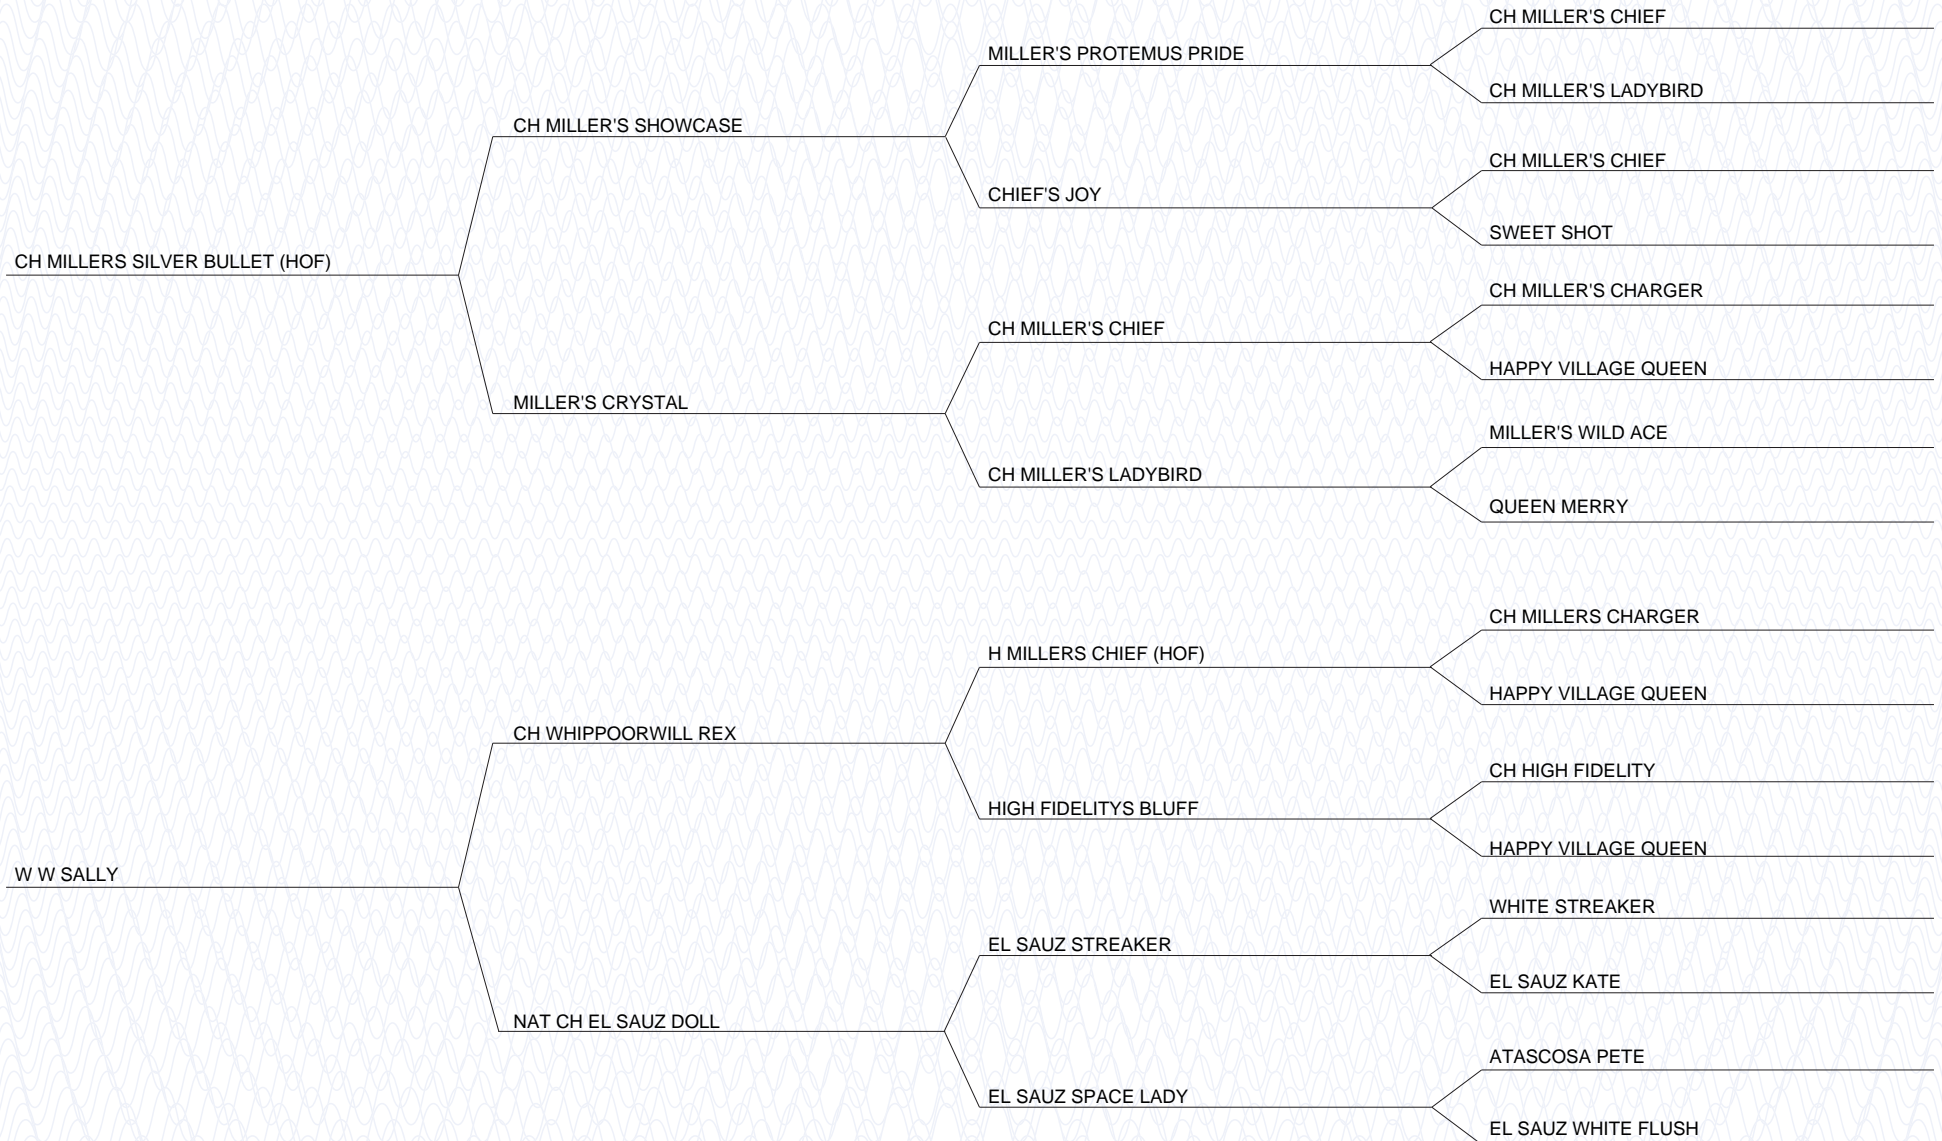 CH MILLER'S CHIEF
MILLER'S PROTEMUS PRIDE
CH MILLER'S LADYBIRD
CH MILLER'S SHOWCASE
CH MILLER'S CHIEF
CHIEF'S JOY
SWEET SHOT
CH MILLERS SILVER BULLET (HOF)
CH MILLER'S CHARGER
CH MILLER'S CHIEF
HAPPY VILLAGE QUEEN
MILLER'S CRYSTAL
MILLER'S WILD ACE
CH MILLER'S LADYBIRD
QUEEN MERRY
CH MILLERS CHARGER
H MILLERS CHIEF (HOF)
HAPPY VILLAGE QUEEN
CH WHIPPOORWILL REX
CH HIGH FIDELITY
HIGH FIDELITYS BLUFF
HAPPY VILLAGE QUEEN
W W SALLY
WHITE STREAKER
EL SAUZ STREAKER
EL SAUZ KATE
NAT CH EL SAUZ DOLL
ATASCOSA PETE
EL SAUZ SPACE LADY
EL SAUZ WHITE FLUSH